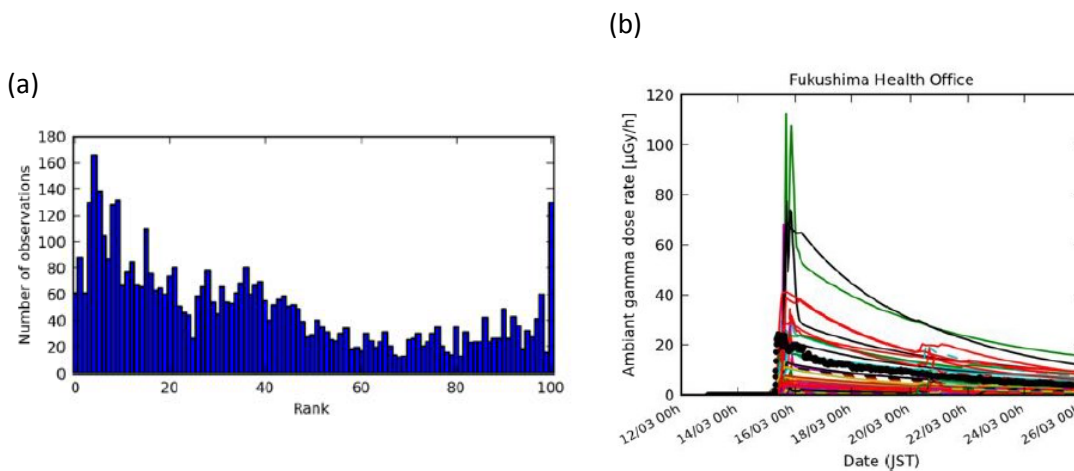 (a)
180
160
140
120
100
80
60
40
20
0
Number of observations
0 20 40 60 80 100
Rank
(b)
Fukushima Health Office
120
100
80
60
40
20
0
Ambiant gamma dose rate [μGy/h]
12/03 00h 14/03 00h 16/03 00h 18/03 00h 20/03 00h 22/03 00h 24/03 00h 26/03 00h
Date (JST)